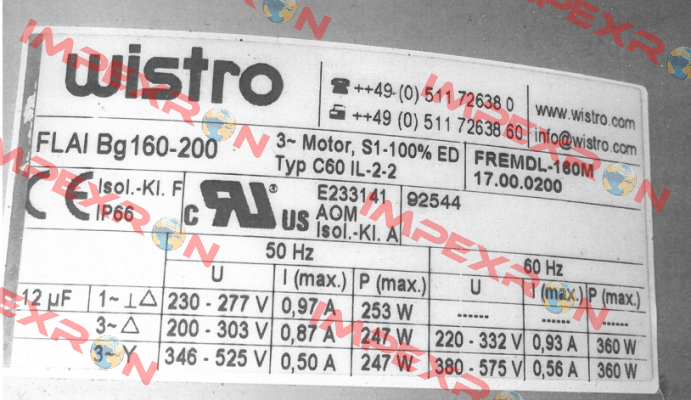 wistro
++49-(0) 511 72638 0
++49 (0) 511 72638 60
www.wistro.com
info@wistro.com
FLAI Bg160-200
3~ Motor, S1-100% ED
Typ C60 IL-2-2
FREMDL-160M
17.00.0200
CE
Isol.-Kl. F
IP66
C RU ® US
E233141
AOM
Isol.-Kl. A
92544
50 Hz 60 Hz
U I (max.) P (max.) U I (max.) P (max.)
12 µF 1~ ⊥ △ 230 - 277 V 0,97 A 253 W ------ ------ ------
3~ △ 200 - 303 V 0,87 A 247 W 220 - 332 V 0,93 A 360 W
3~ Y 346 - 525 V 0,50 A 247 W 380 - 575 V 0,56 A 360 W
IMPEXRON